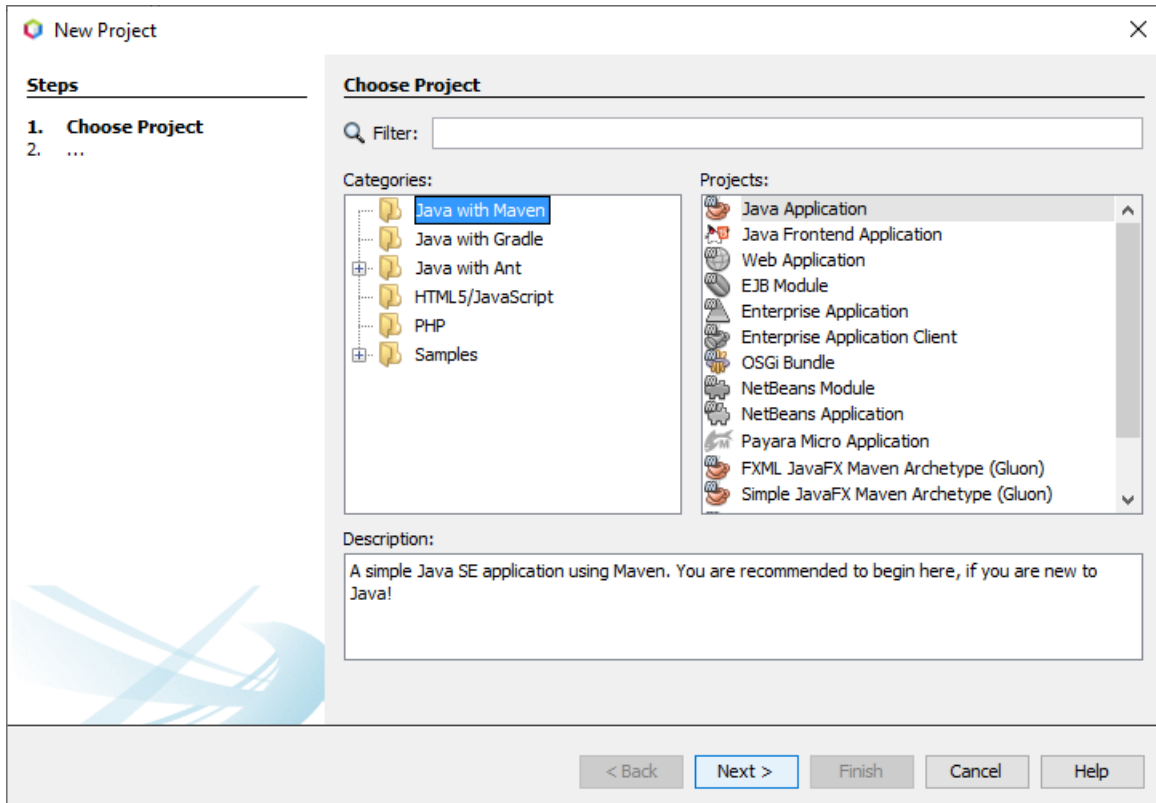 New Project
Steps
1. Choose Project
2. ...
Choose Project
Filter:
Categories:
Java with Maven
Java with Gradle
Java with Ant
HTML5/JavaScript
PHP
Samples
Projects:
Java Application
Java Frontend Application
Web Application
EJB Module
Enterprise Application
Enterprise Application Client
OSGi Bundle
NetBeans Module
NetBeans Application
Payara Micro Application
FXML JavaFX Maven Archetype (Gluon)
Simple JavaFX Maven Archetype (Gluon)
Description:
A simple Java SE application using Maven. You are recommended to begin here, if you are new to
Java!
< Back
Next >
Finish
Cancel
Help